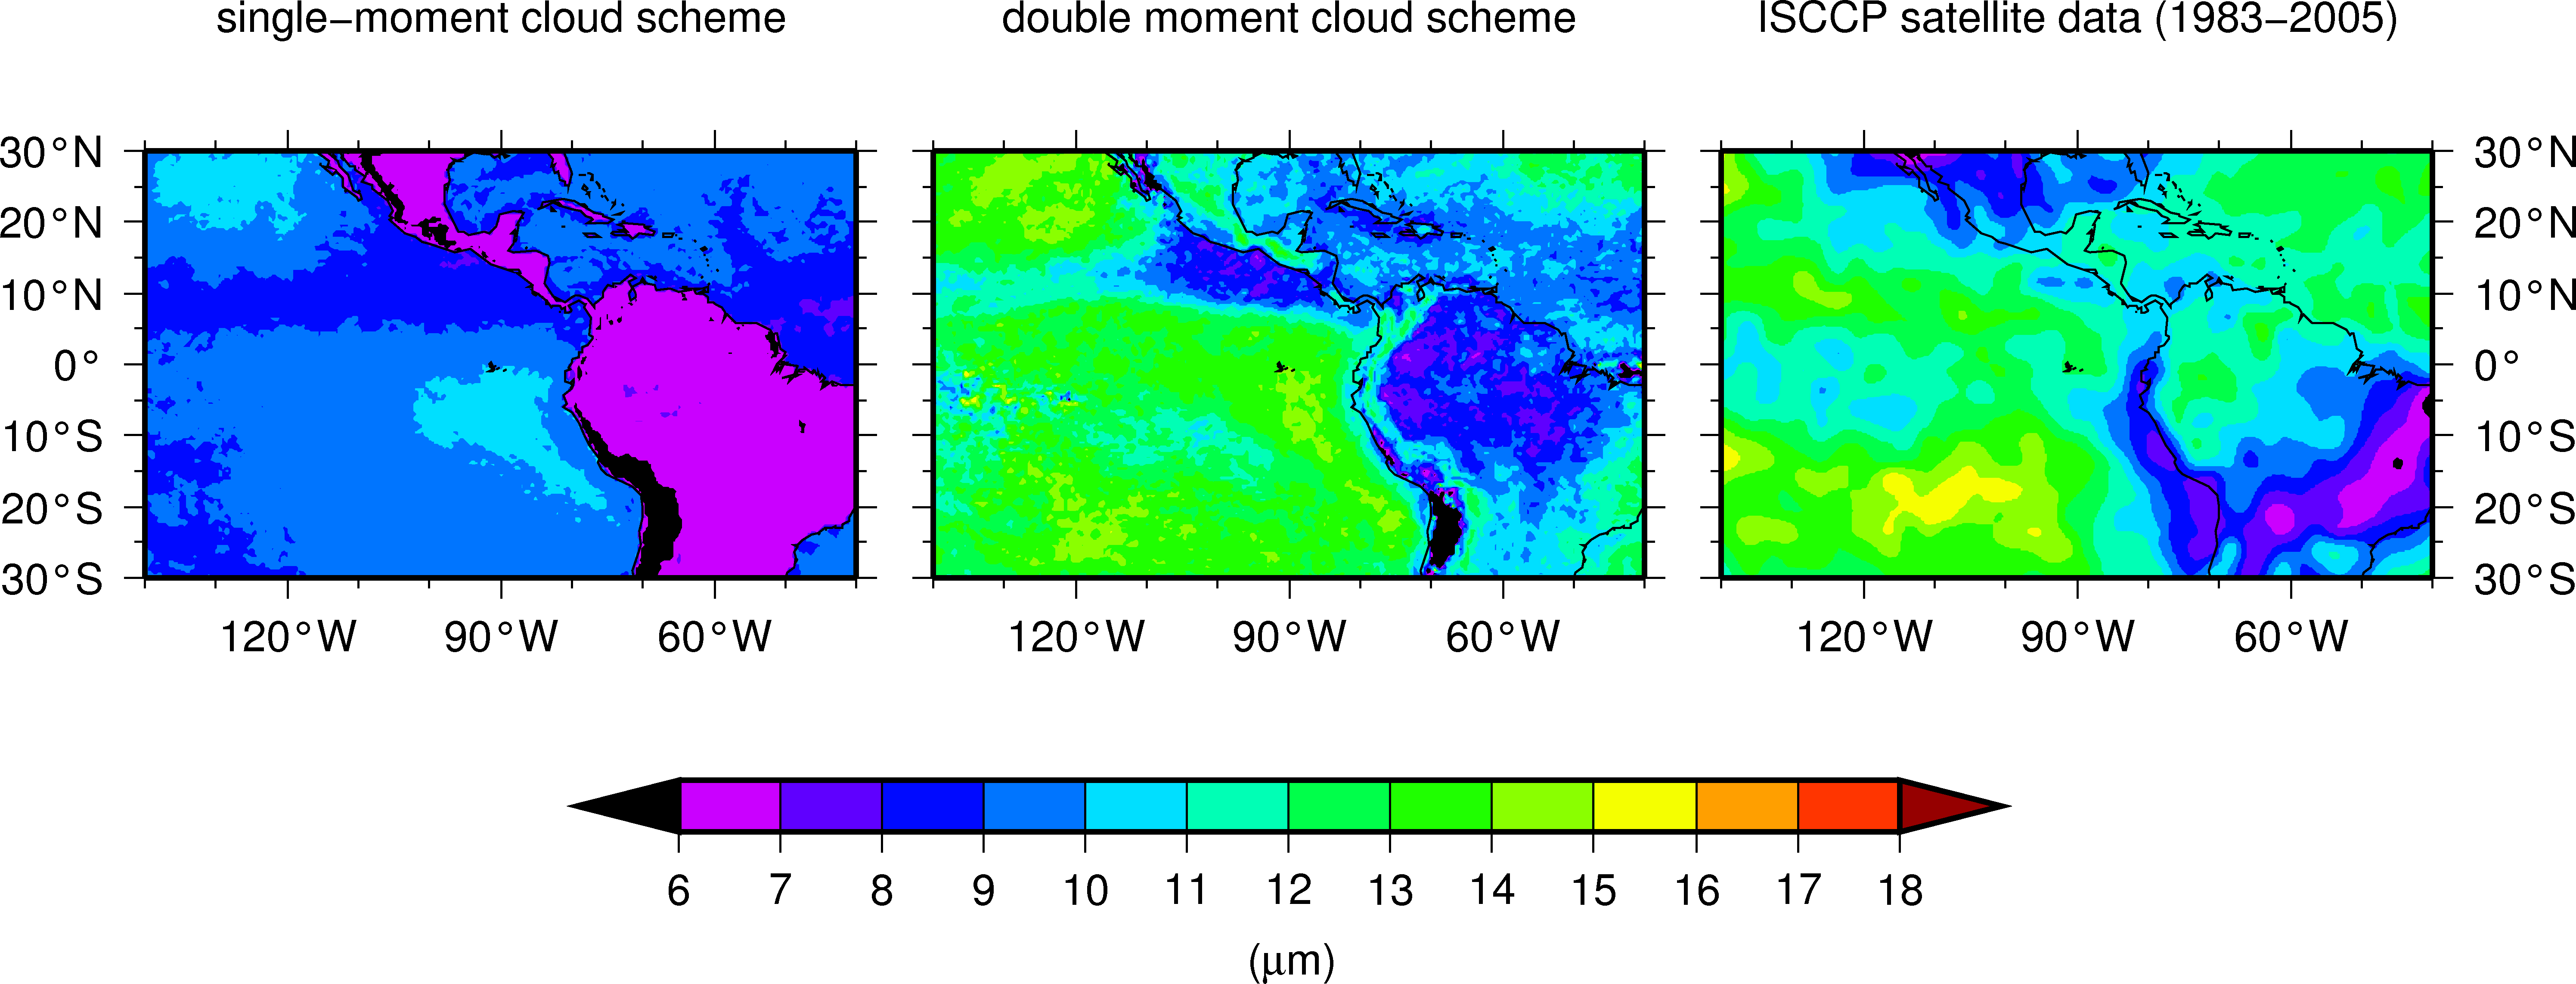 single−moment cloud scheme
double moment cloud scheme
ISCCP satellite data (1983−2005)
30°N
20°N
10°N
0°
10°S
20°S
30°S
30°N
20°N
10°N
0°
10°S
20°S
30°S
120°W 90°W 60°W
120°W 90°W 60°W
120°W 90°W 60°W
6 7 8 9 10 11 12 13 14 15 16 17 18
(μm)